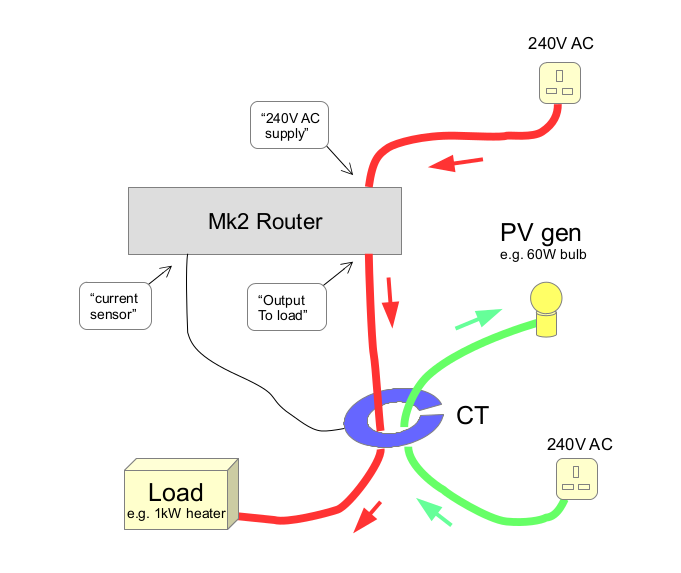 240V AC
“240V AC
supply”
Mk2 Router
PV gen
e.g. 60W bulb
“current
sensor”
“Output
To load”
CT
240V AC
Load
e.g. 1kW heater